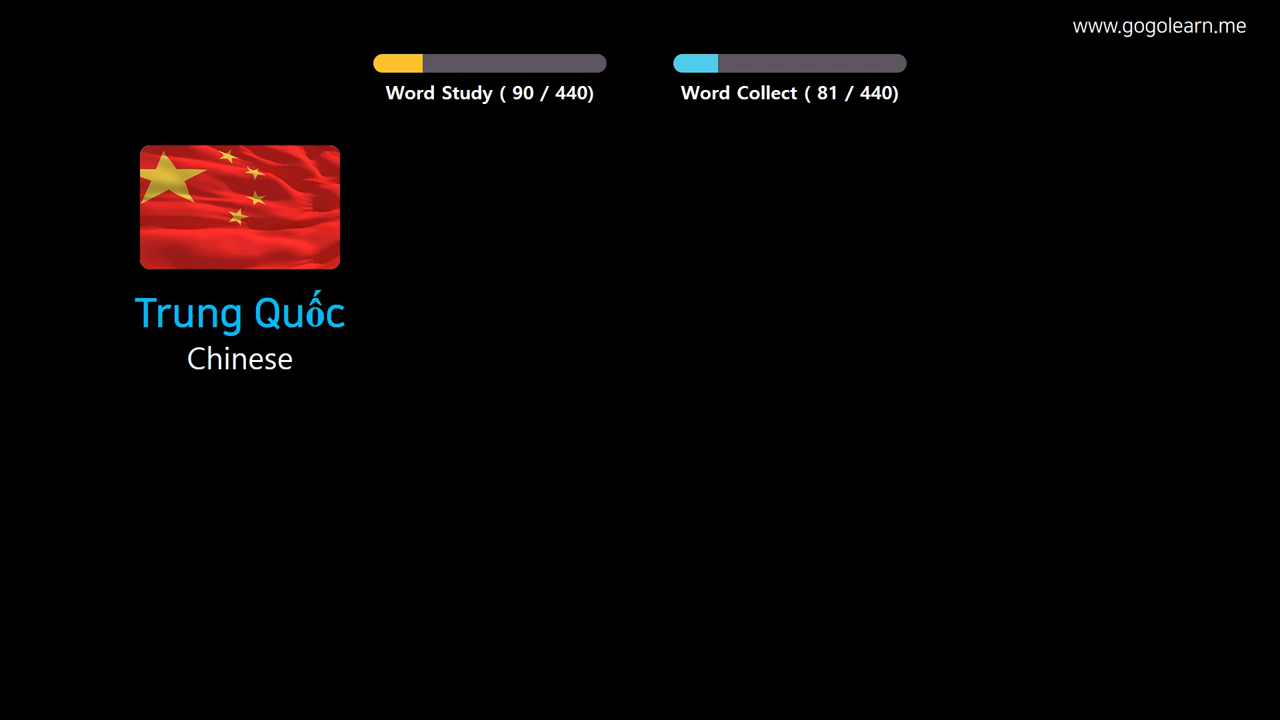 www.gogolearn.me
Word Study ( 90 / 440)
Word Collect ( 81 / 440)
Trung Quốc
Chinese